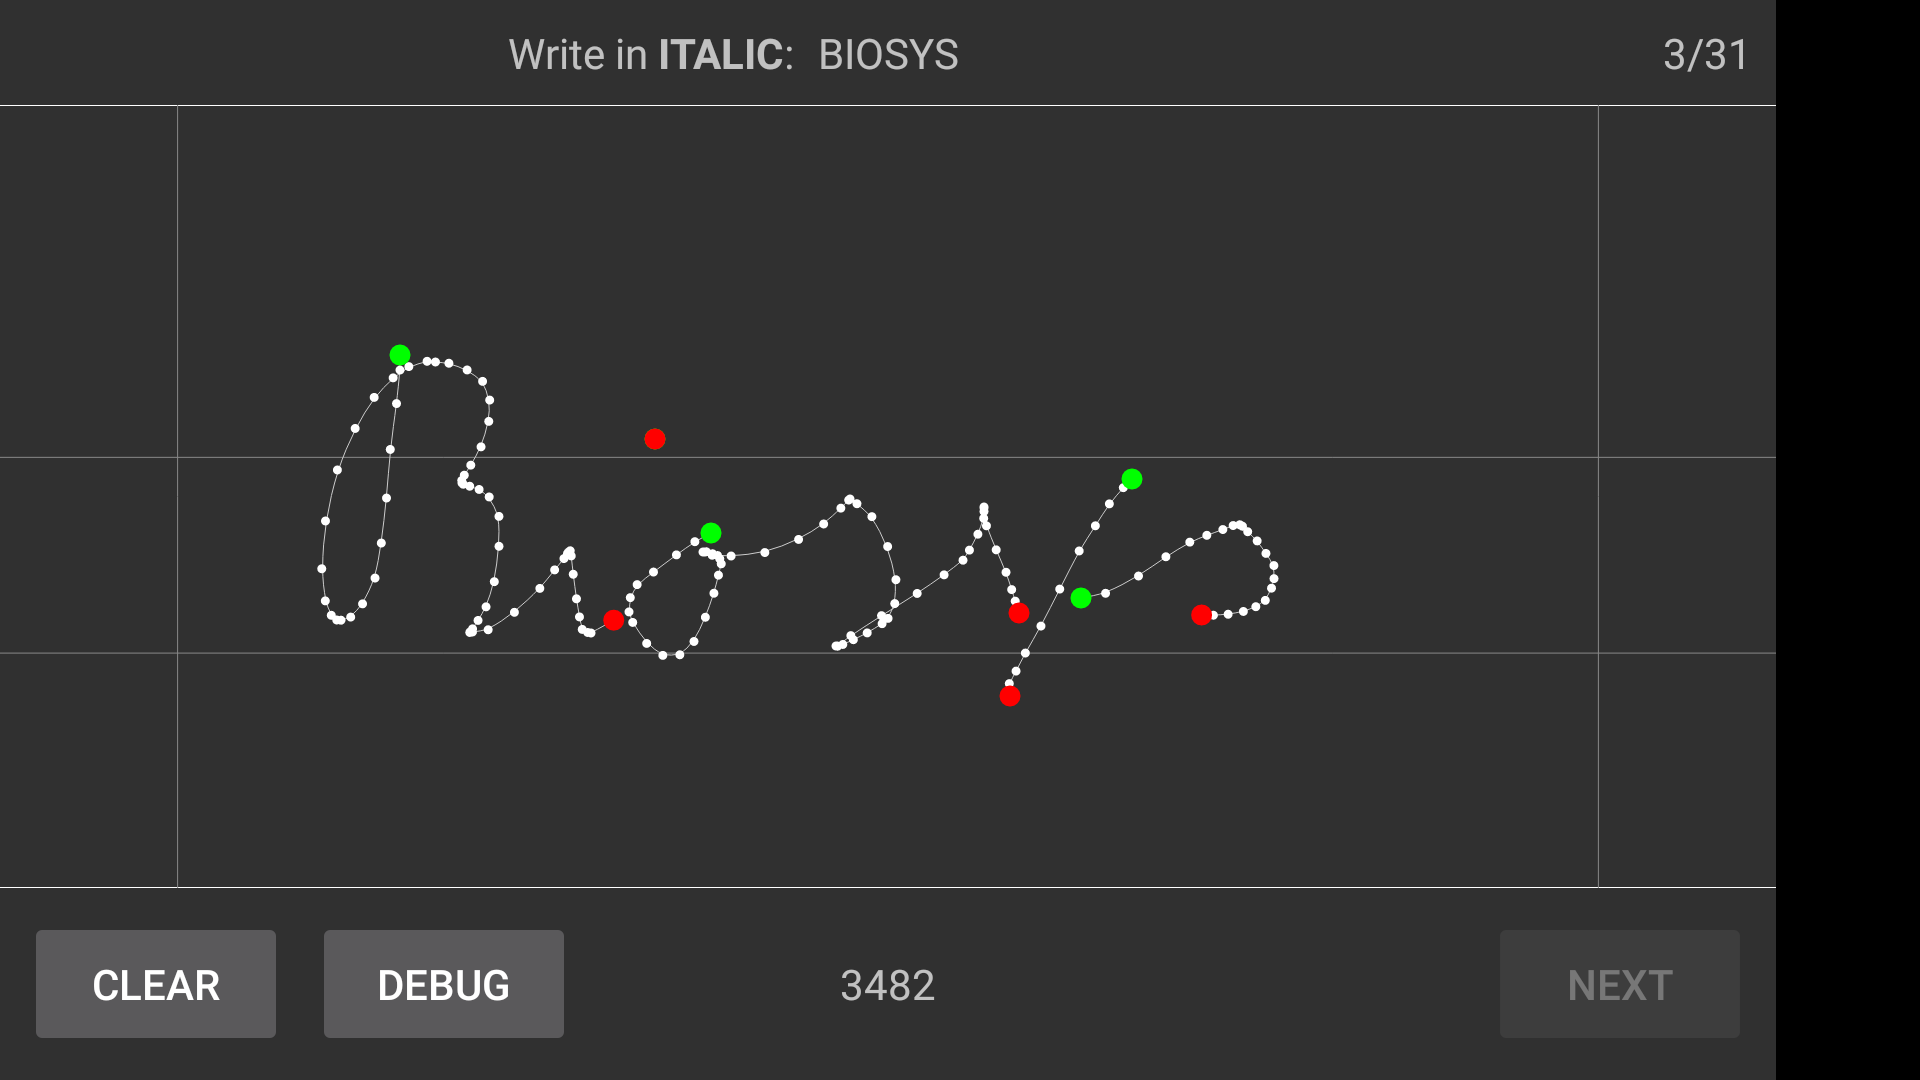 Write in ITALIC: BIOSYS
3/31
Biosys
CLEAR
DEBUG
3482
NEXT